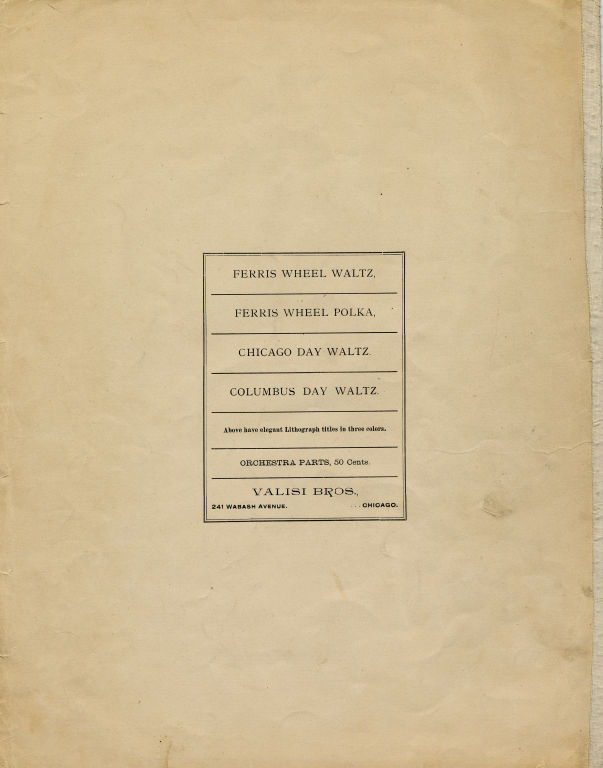 FERRIS WHEEL WALTZ,
FERRIS WHEEL POLKA,
CHICAGO DAY WALTZ.
COLUMBUS DAY WALTZ.
Above have elegant Lithograph titles in three colors.
ORCHESTRA PARTS, 50 Cents.
VALISI BROS.,
241 WABASH AVENUE. ... CHICAGO.